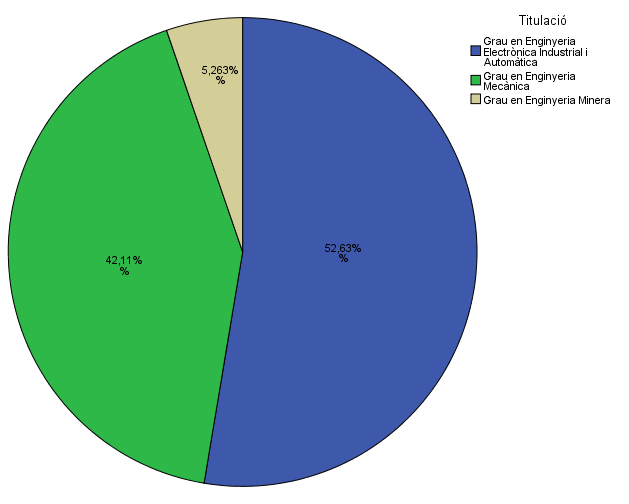 Titulació
Grau en Enginyeria
Electrònica Industrial i
Automàtica
Grau en Enginyeria
Mecànica
Grau en Enginyeria Minera
5,263%
%
52,63%
%
42,11%
%